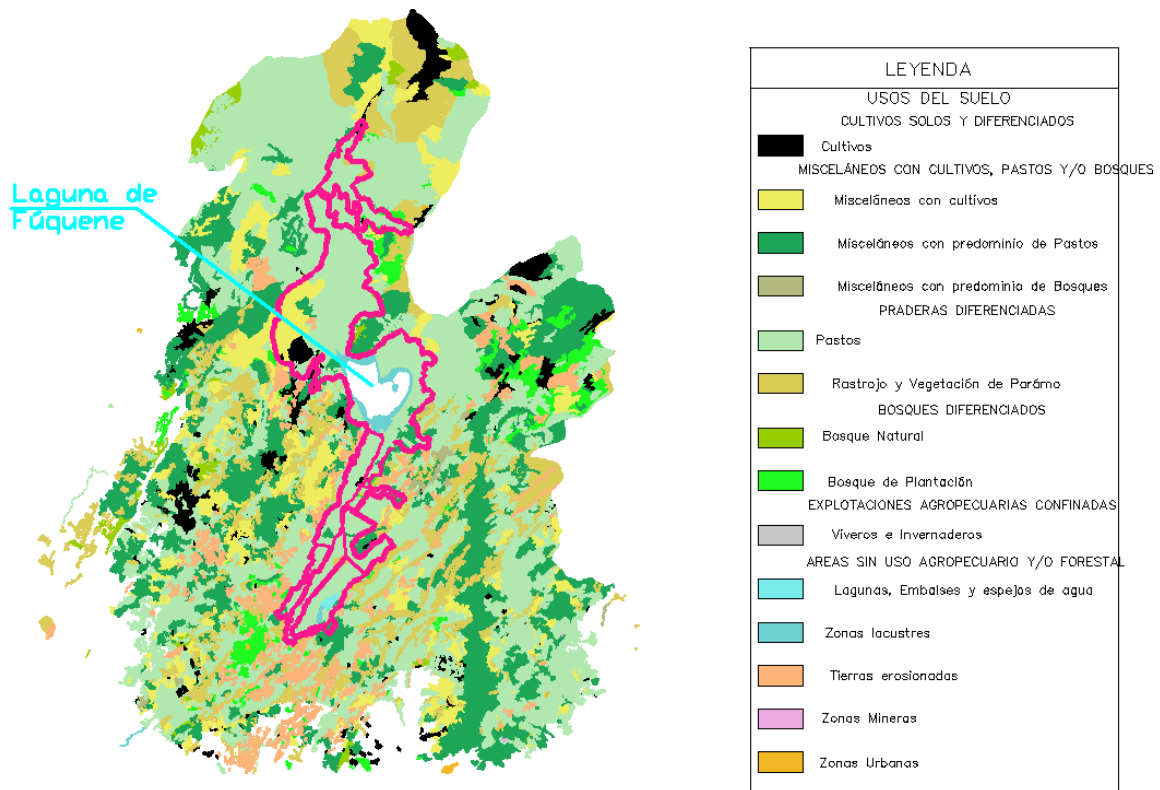 Laguna de
Fúquene
LEYENDA
USOS DEL SUELO
CULTIVOS SOLOS Y DIFERENCIADOS
Cultivos
MISCELÁNEOS CON CULTIVOS, PASTOS Y/O BOSQUES
Misceláneos con cultivos
Misceláneos con predominio de Pastos
Misceláneos con predominio de Bosques
PRADERAS DIFERENCIADAS
Pastos
Rastrojo y Vegetación de Parámo
BOSQUES DIFERENCIADOS
Bosque Natural
Bosque de Plantación
EXPLOTACIONES AGROPECUARIAS CONFINADAS
Viveros e Invernaderos
AREAS SIN USO AGROPECUARIO Y/O FORESTAL
Lagunas, Embalses y espejos de agua
Zonas lacustres
Tierras erosionadas
Zonas Mineras
Zonas Urbanas